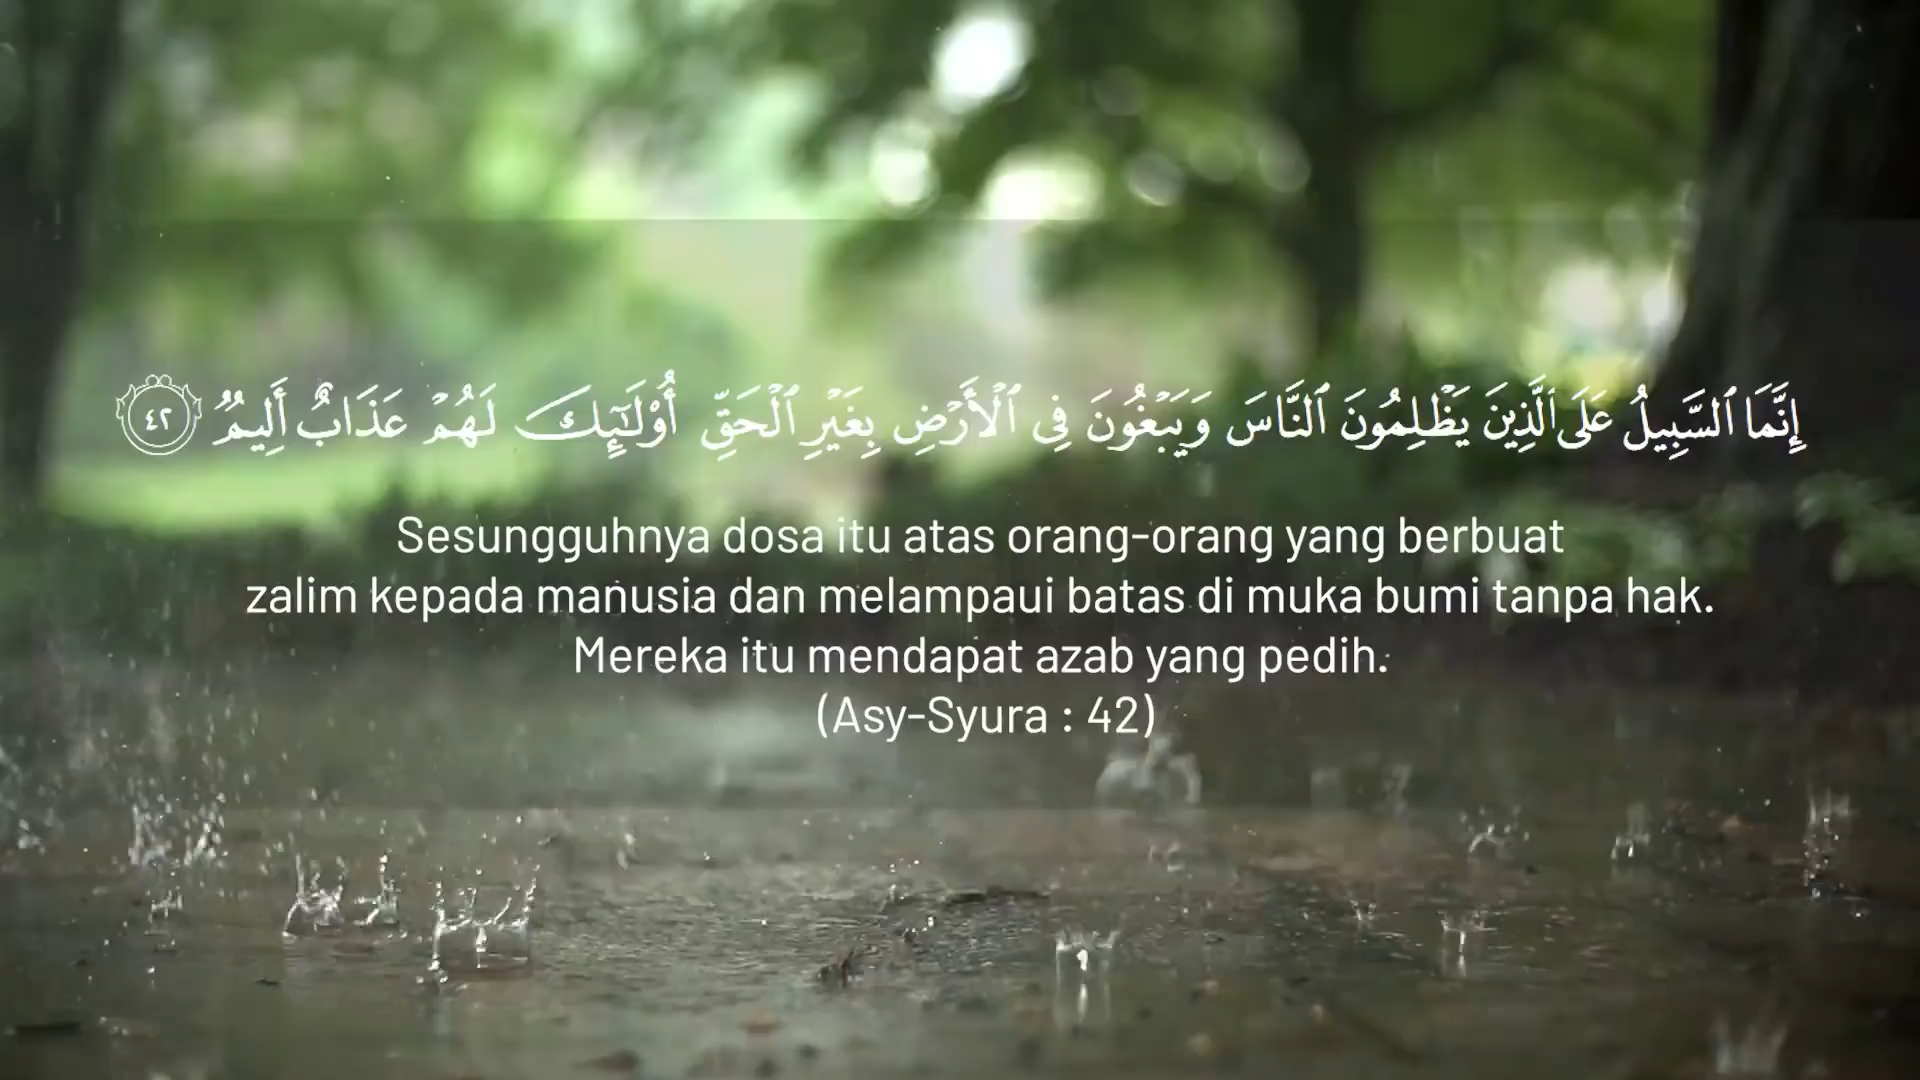 إِنَّمَا ٱلسَّبِيلُ عَلَى ٱلَّذِينَ يَظْلِمُونَ ٱلنَّاسَ وَيَبْغُونَ فِى ٱلْأَرْضِ بِغَيْرِ ٱلْحَقِّ أُو۟لَٰٓئِكَ لَهُمْ عَذَابٌ أَلِيمٌ ٤٢
Sesungguhnya dosa itu atas orang-orang yang berbuat
zalim kepada manusia dan melampaui batas di muka bumi tanpa hak.
Mereka itu mendapat azab yang pedih.
(Asy-Syura : 42)